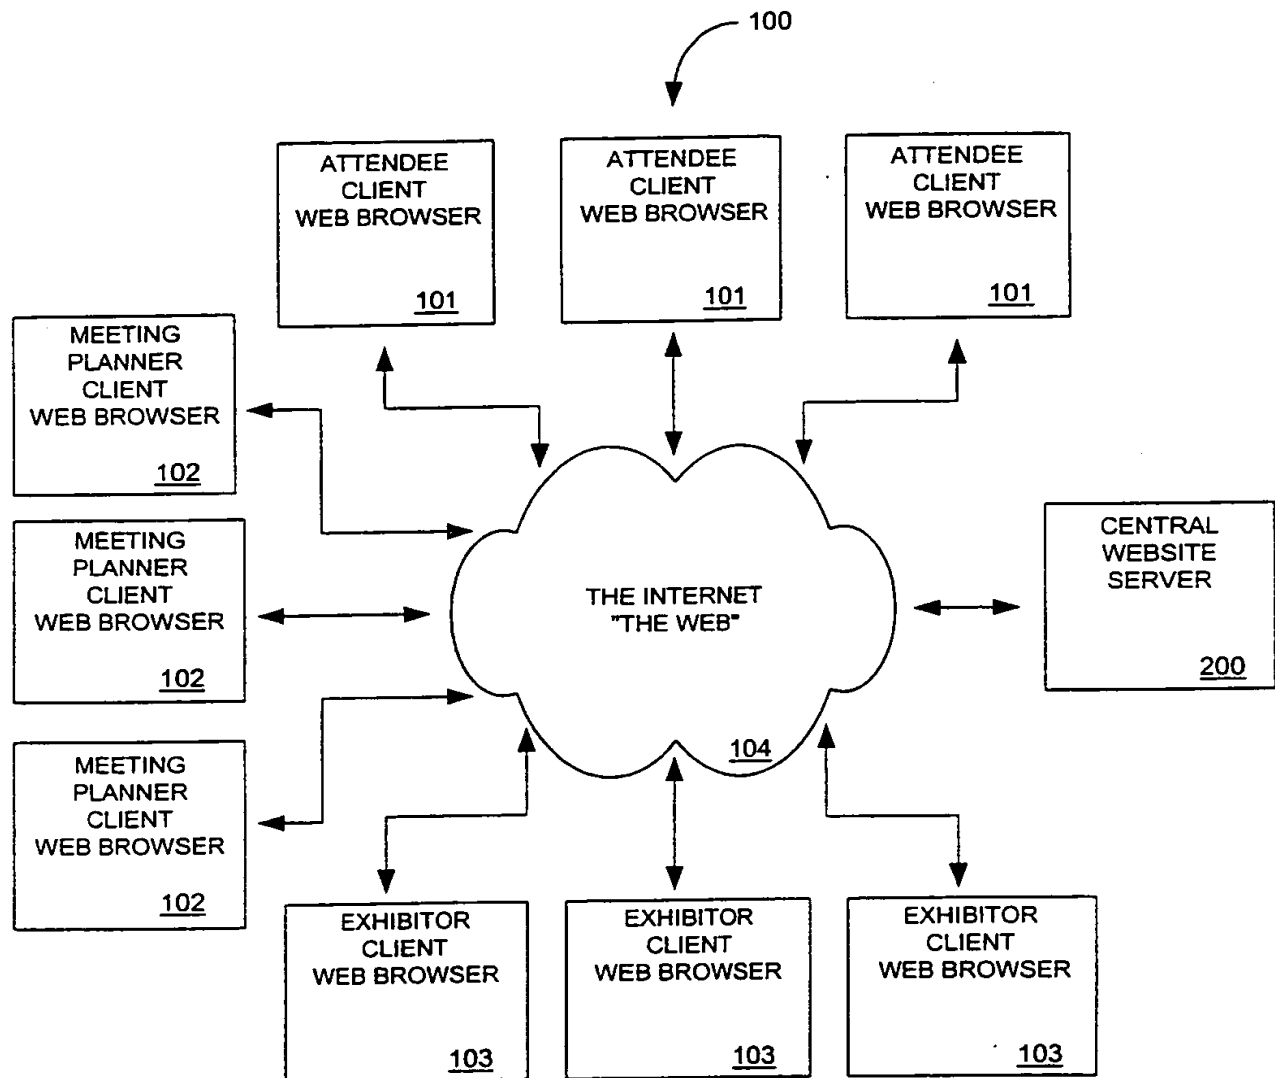 100
ATTENDEE
CLIENT
WEB BROWSER
101
ATTENDEE
CLIENT
WEB BROWSER
101
ATTENDEE
CLIENT
WEB BROWSER
101
MEETING
PLANNER
CLIENT
WEB BROWSER
102
MEETING
PLANNER
CLIENT
WEB BROWSER
102
MEETING
PLANNER
CLIENT
WEB BROWSER
102
THE INTERNET
"THE WEB"
104
CENTRAL
WEBSITE
SERVER
200
EXHIBITOR
CLIENT
WEB BROWSER
103
EXHIBITOR
CLIENT
WEB BROWSER
103
EXHIBITOR
CLIENT
WEB BROWSER
103